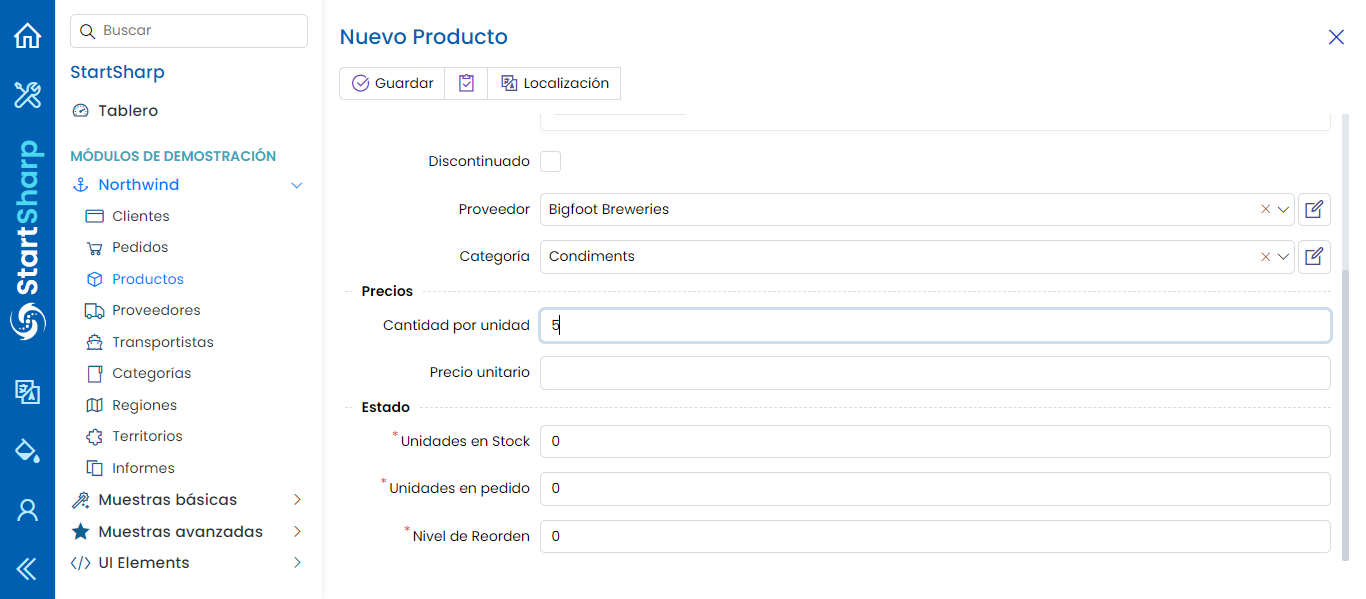 StartSharp
Buscar
StartSharp
Tablero
MÓDULOS DE DEMOSTRACIÓN
Northwind
Clientes
Pedidos
Productos
Proveedores
Transportistas
Categorías
Regiones
Territorios
Informes
Muestras básicas
Muestras avanzadas
UI Elements
Nuevo Producto
Guardar
Localización
Discontinuado
Proveedor Bigfoot Breweries
Categoría Condiments
Precios
Cantidad por unidad 5
Precio unitario
Estado
*Unidades en Stock 0
*Unidades en pedido 0
*Nivel de Reorden 0